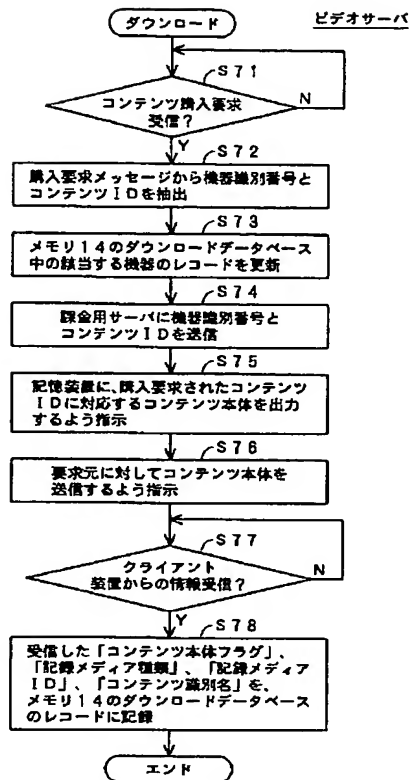 ダウンロード
ビデオサーバ
S71
コンテンツ購入要求
受信？
N
Y
S72
購入要求メッセージから機器識別番号と
コンテンツIDを抽出
S73
メモリ14のダウンロードデータベース
中の該当する機器のレコードを更新
S74
課金用サーバに機器識別番号と
コンテンツIDを送信
S75
記憶装置に、購入要求されたコンテンツ
IDに対応するコンテンツ本体を出力
するよう指示
S76
要求元に対してコンテンツ本体を
送信するよう指示
S77
クライアント
装置からの情報受信？
N
Y
S78
受信した「コンテンツ本体フラグ」、
「記録メディア種類」、「記録メディア
ID」、「コンテンツ識別名」を、
メモリ14のダウンロードデータベース
のレコードに記録
エンド